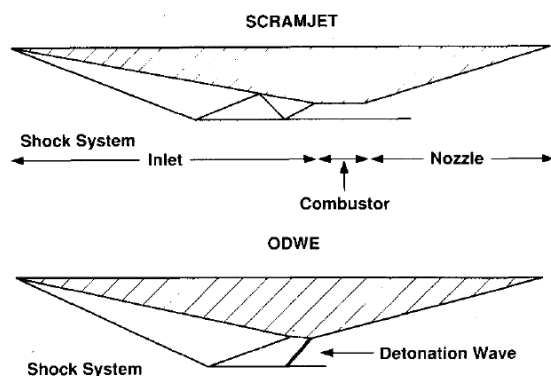 SCRAMJET
Shock System
Inlet
Nozzle
Combustor
ODWE
Detonation Wave
Shock System